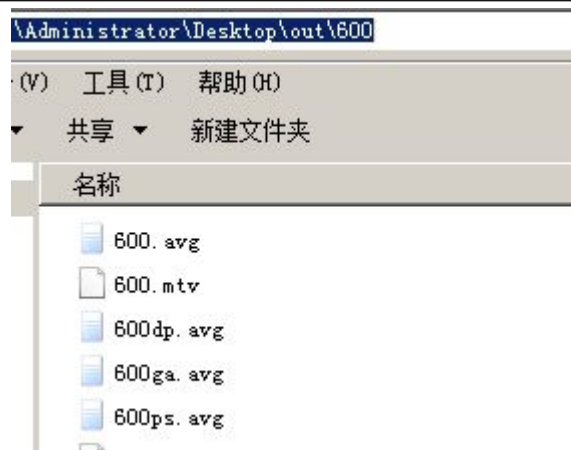 \Administrator\Desktop\out\600
(V) 工具(T) 帮助(H)
共享 新建文件夹
名称
600.avg
600.mtv
600dp.avg
600ga.avg
600ps.avg